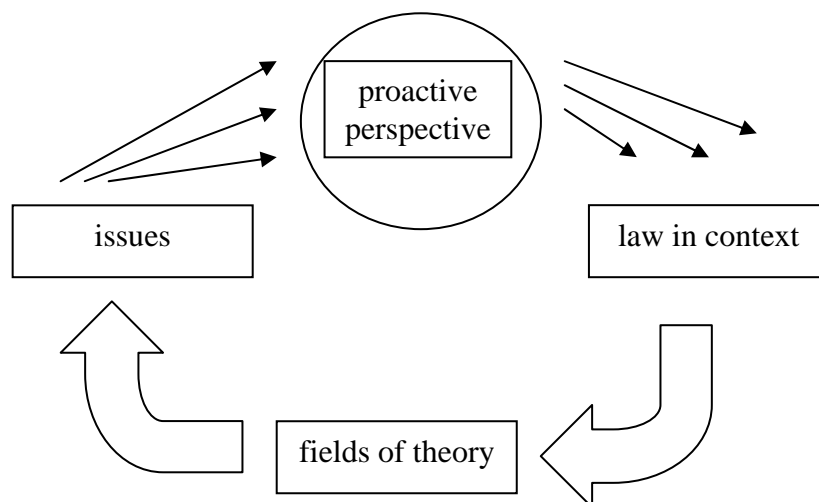 proactive
perspective
issues
law in context
fields of theory